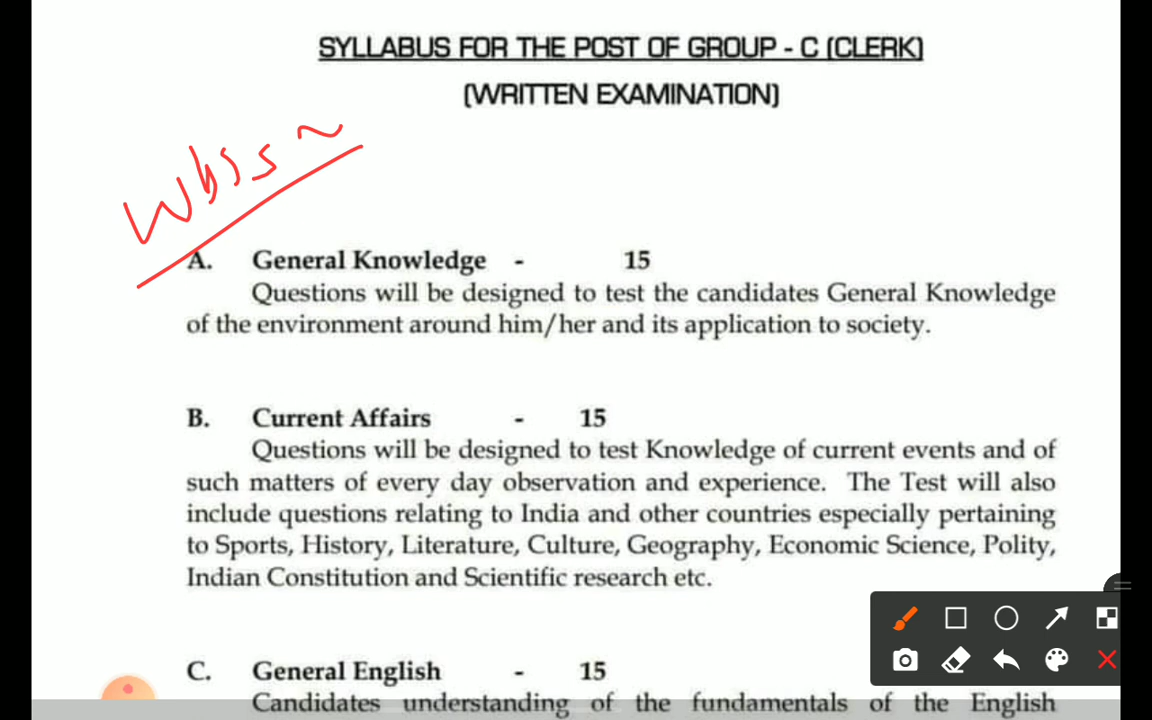 SYLLABUS FOR THE POST OF GROUP - C (CLERK)
(WRITTEN EXAMINATION)
Wbss
A. General Knowledge - 15
Questions will be designed to test the candidates General Knowledge
of the environment around him/her and its application to society.
B. Current Affairs - 15
Questions will be designed to test Knowledge of current events and of
such matters of every day observation and experience. The Test will also
include questions relating to India and other countries especially pertaining
to Sports, History, Literature, Culture, Geography, Economic Science, Polity,
Indian Constitution and Scientific research etc.
C. General English - 15
Candidates understanding of the fundamentals of the English